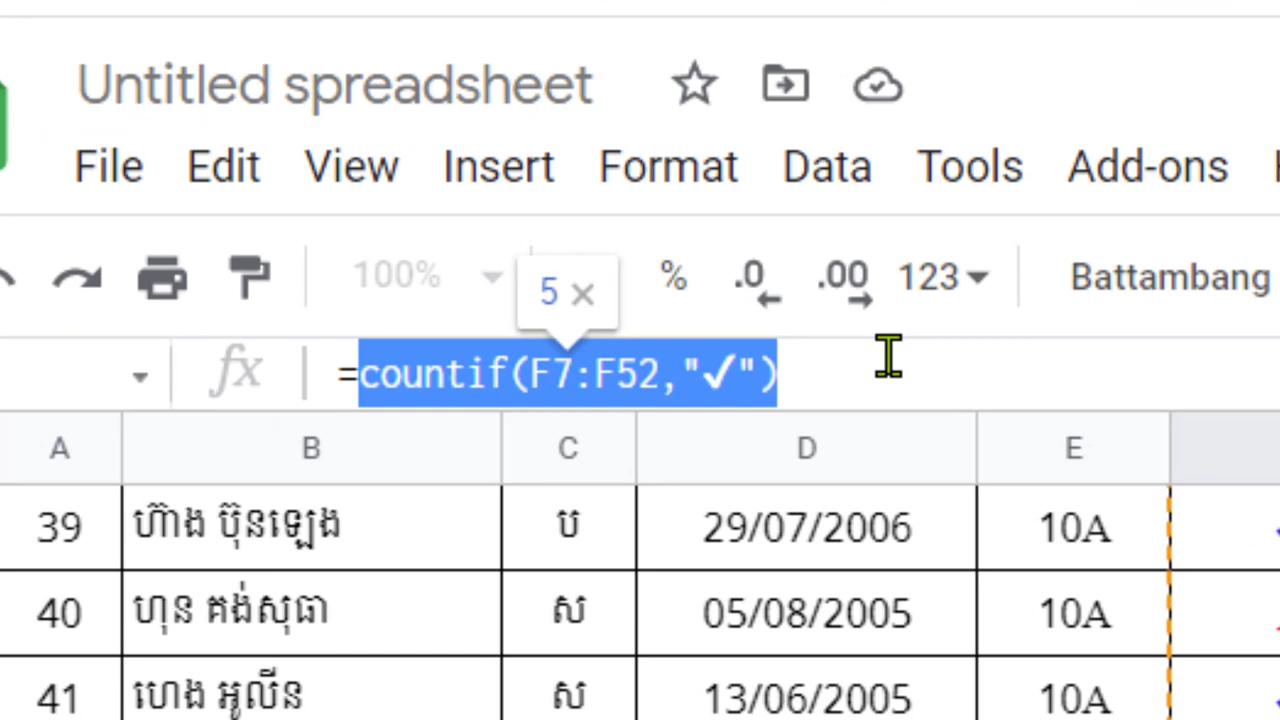 Untitled spreadsheet
File Edit View Insert Format Data Tools Add-ons
100% 5 × % .0 .00 123 Battambang
fx =countif(F7:F52,"✓")
A B C D E
39 ហ៊ាង ប៊ុនឡេង ប 29/07/2006 10A
40 ហុន គង់សុធា ស 05/08/2005 10A
41 ហេង អូលីន ស 13/06/2005 10A